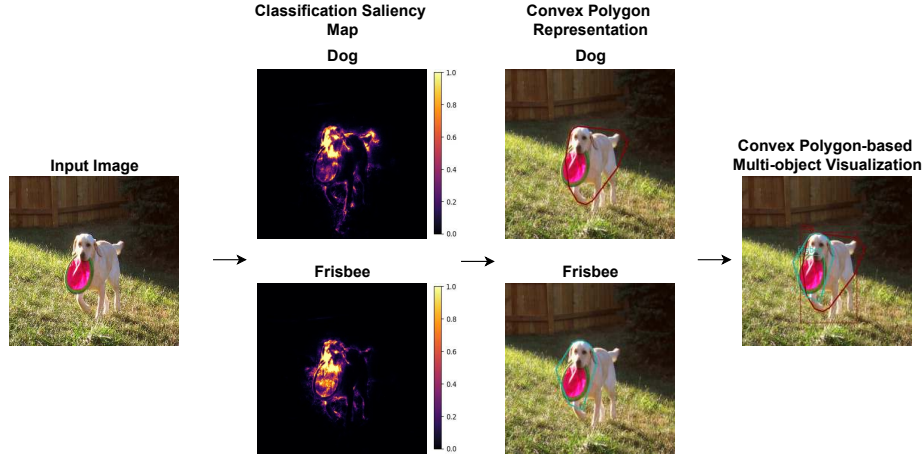 Classification Saliency
Map
Convex Polygon
Representation
Dog
Dog
1.0
0.8
0.6
0.4
0.2
0.0
Input Image
Convex Polygon-based
Multi-object Visualization
Frisbee
Frisbee
1.0
0.8
0.6
0.4
0.2
0.0